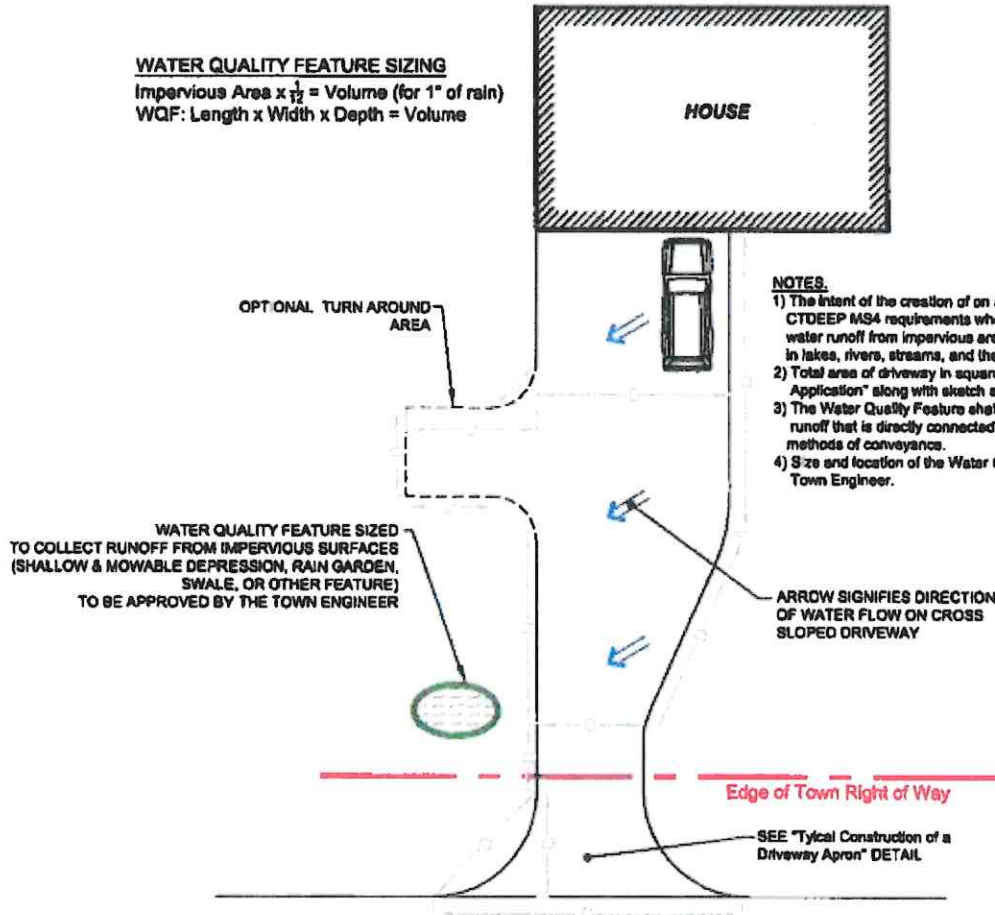 WATER QUALITY FEATURE SIZING
Impervious Area x 1/12 = Volume (for 1" of rain)
WQF: Length x Width x Depth = Volume
HOUSE
OPTIONAL TURN AROUND
AREA
NOTES.
1) The intent of the creation of on
CTDEEP MS4 requirements
water runoff from impervious
in lakes, rivers, streams, and
2) Total area of driveway in
Application" along with sketch
3) The Water Quality Feature
runoff that is directly connected
methods of conveyance.
4) Size and location of the Water
Town Engineer.
WATER QUALITY FEATURE SIZED
TO COLLECT RUNOFF FROM IMPERVIOUS SURFACES
(SHALLOW & MOWABLE DEPRESSION, RAIN GARDEN,
SWALE, OR OTHER FEATURE)
TO BE APPROVED BY THE TOWN ENGINEER
ARROW SIGNIFIES DIRECTION
OF WATER FLOW ON CROSS
SLOPED DRIVEWAY
Edge of Town Right of Way
SEE "Tyical Construction of a
Driveway Apron" DETAIL